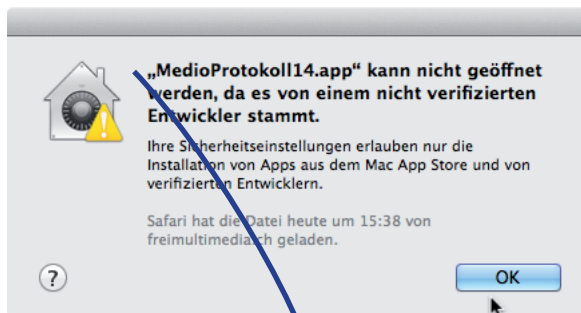 „MedioProtokoll14.app“ kann nicht geöffnet
werden, da es von einem nicht verifizierten
Entwickler stammt.
Ihre Sicherheitseinstellungen erlauben nur die
Installation von Apps aus dem Mac App Store und von
verifizierten Entwicklern.
Safari hat die Datei heute um 15:38 von
freimultimedia.ch geladen.
?
OK